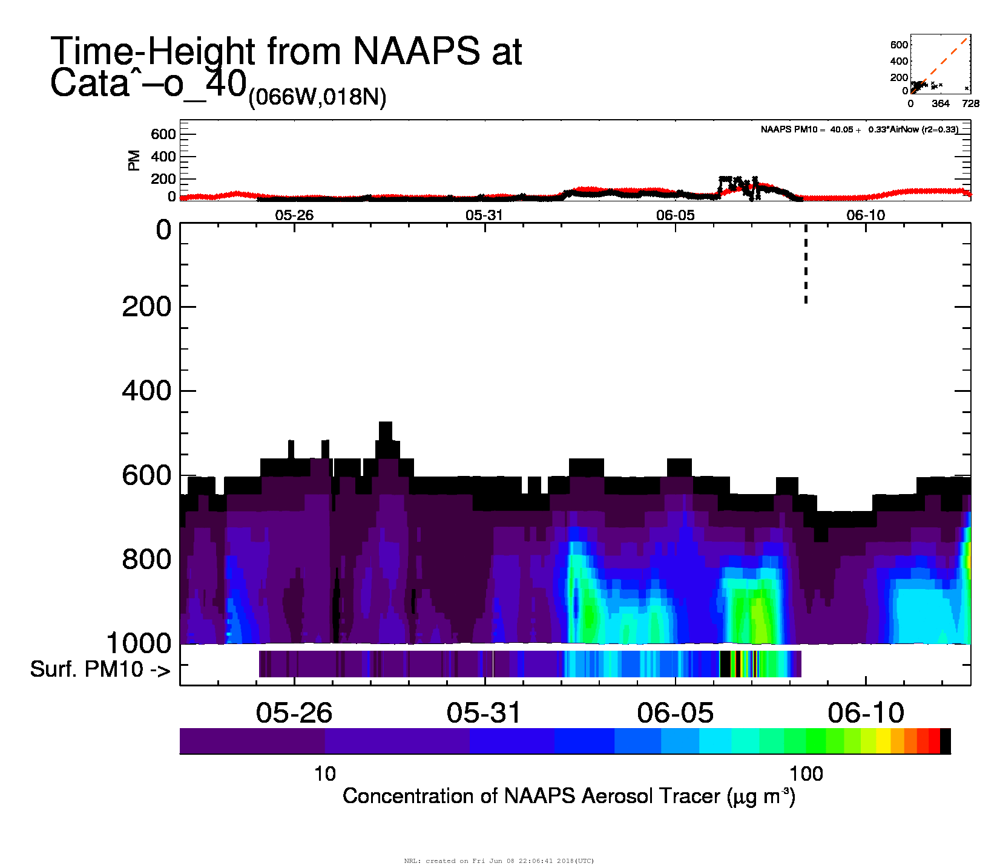 Time-Height from NAAPS at
Cataˆ–o_40(066W,018N)
600
400
200
0
0 364 728
NAAPS PM10 = 40.05 + 0.33*AirNow (r2=0.33)
PM
600
400
200
0
05-26 05-31 06-05 06-10
0
200
400
600
800
1000
Surf. PM10 ->
05-26 05-31 06-05 06-10
10 100
Concentration of NAAPS Aerosol Tracer (μg m⁻³)
NRL: created on Fri Jun 08 22:06:41 2018(UTC)